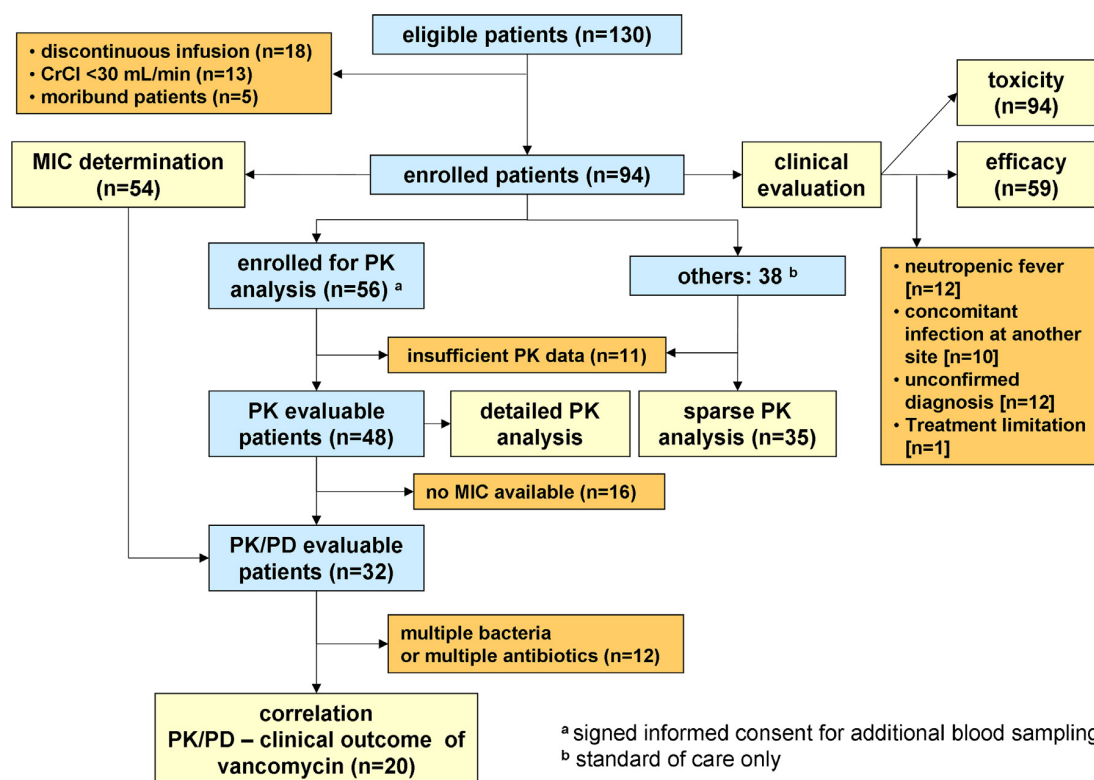 eligible patients (n=130)
• discontinuous infusion (n=18)
• CrCl <30 mL/min (n=13)
• moribund patients (n=5)
toxicity
(n=94)
MIC determination
(n=54)
enrolled patients (n=94)
clinical
evaluation
efficacy
(n=59)
enrolled for PK
analysis (n=56) ᵃ
others: 38 ᵇ
• neutropenic fever
[n=12]
• concomitant
infection at another
site [n=10]
• unconfirmed
diagnosis [n=12]
• Treatment limitation
[n=1]
insufficient PK data (n=11)
PK evaluable
patients (n=48)
detailed PK
analysis
sparse PK
analysis (n=35)
no MIC available (n=16)
PK/PD evaluable
patients (n=32)
multiple bacteria
or multiple antibiotics (n=12)
correlation
PK/PD – clinical outcome of
vancomycin (n=20)
ᵃ signed informed consent for additional blood sampling
ᵇ standard of care only